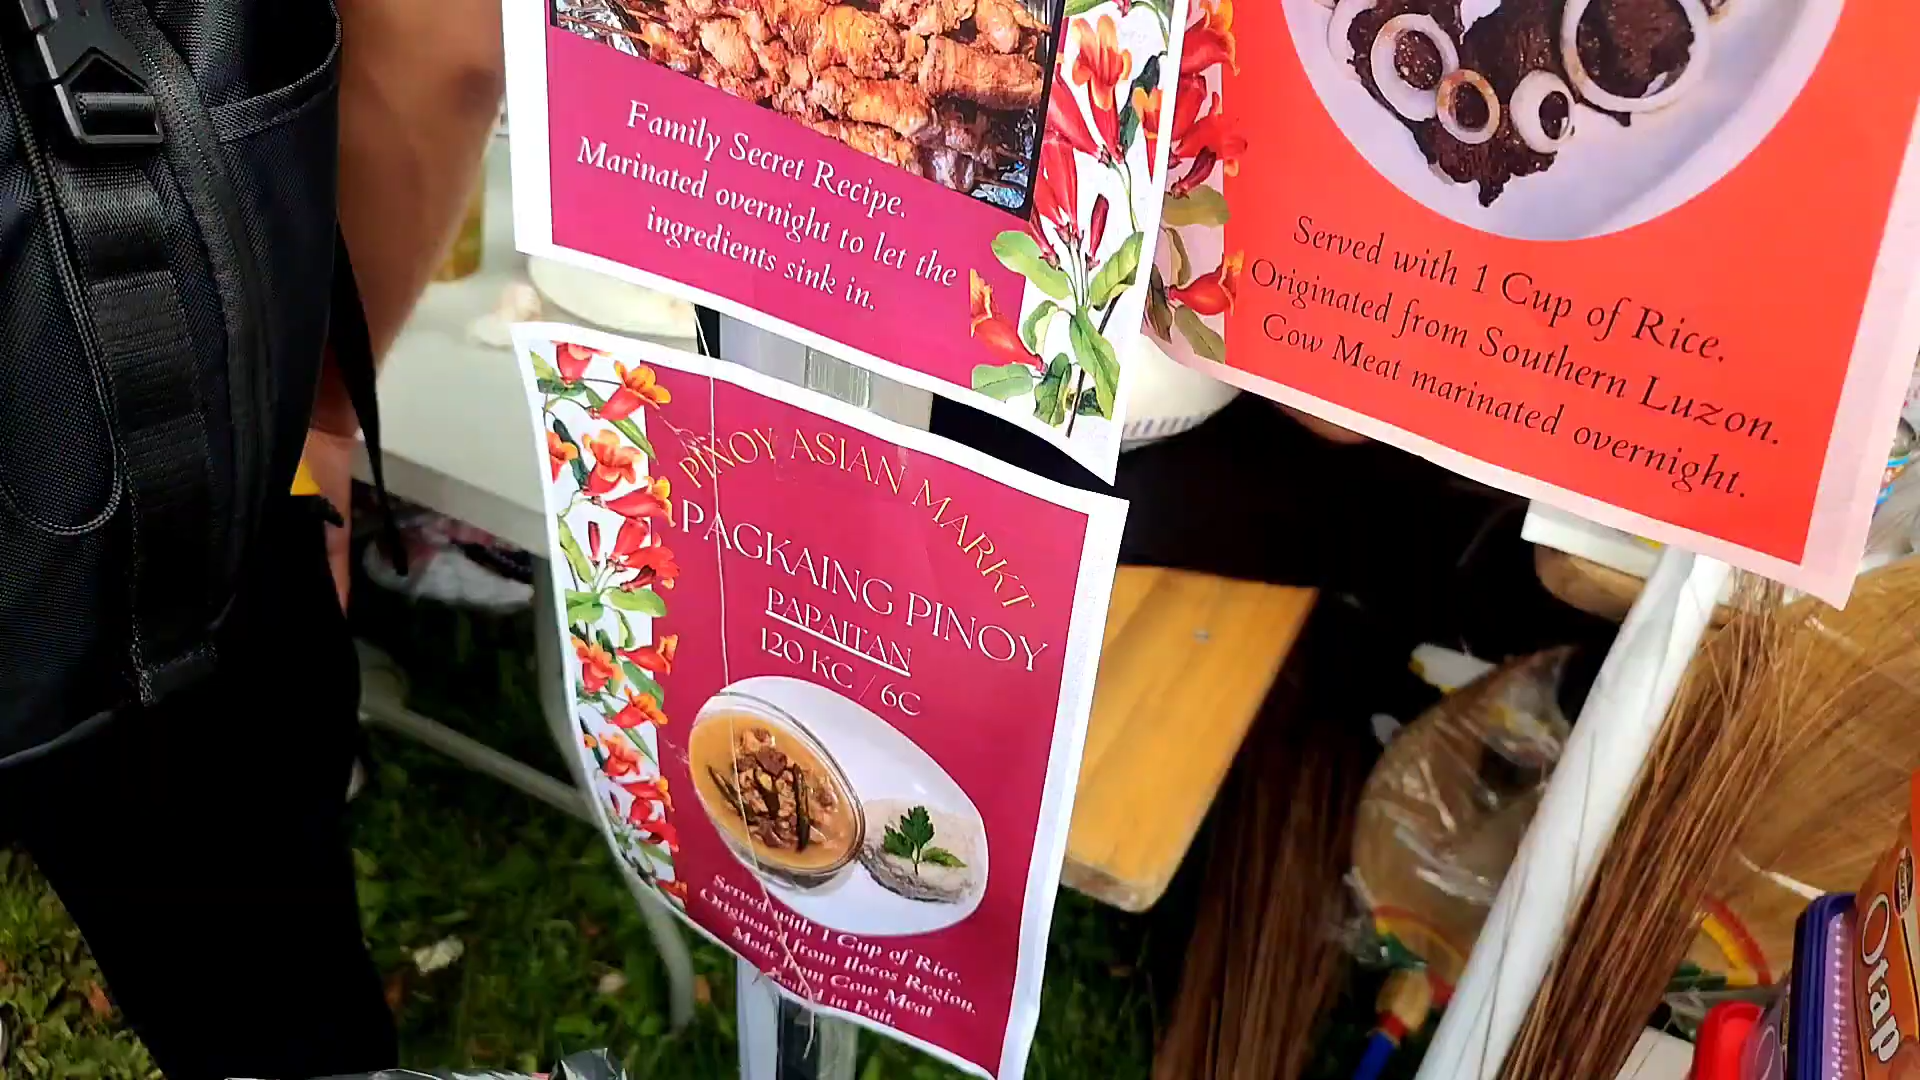 Family Secret Recipe.
Marinated overnight to let the
ingredients sink in.
Served with 1 Cup of Rice.
Originated from Southern Luzon.
Cow Meat marinated overnight.
PINOY ASIAN MARKT
PAGKAING PINOY
PAPAITAN
120 KC / 6C
Served with 1 Cup of Rice.
Originated from Ilocos Region.
Made from Cow Meat
in Pait.
Otap